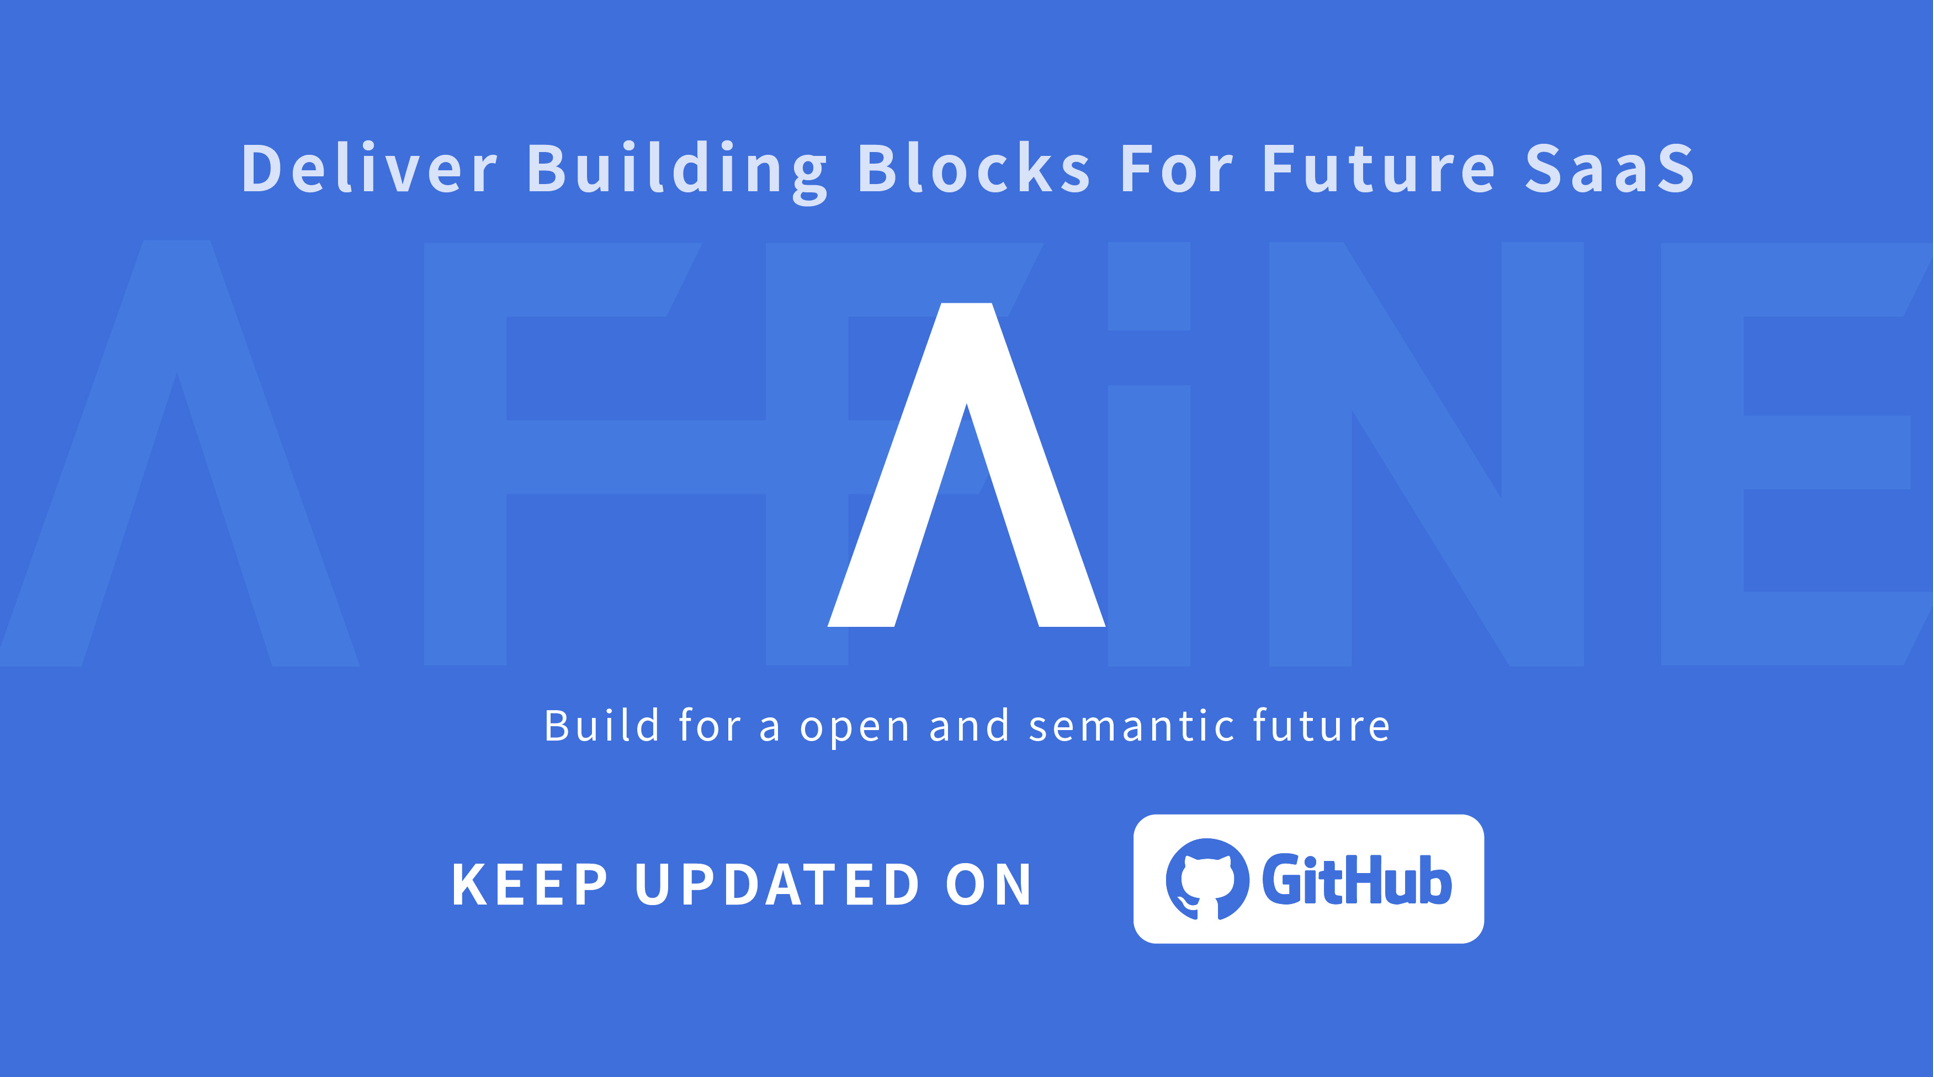 Deliver Building Blocks For Future SaaS
AFFiNE
Build for a open and semantic future
KEEP UPDATED ON GitHub